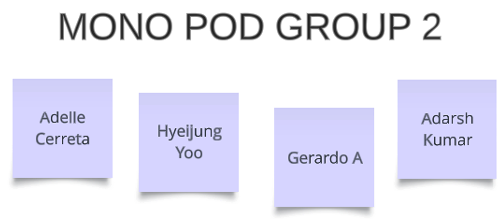 MONO POD GROUP 2
Adelle
Cerreta
Hyeijung
Yoo
Gerardo A
Adarsh
Kumar